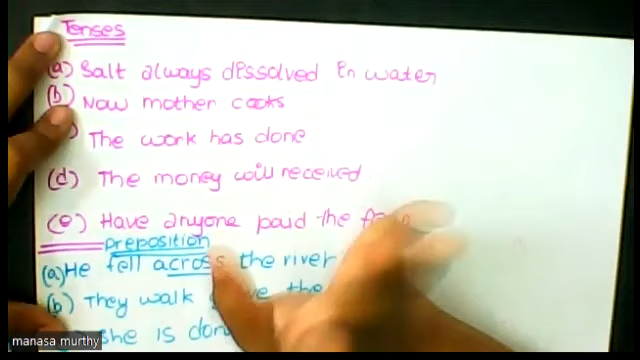 Tenses
(a) Salt always dissolved in water
(b) Now mother cooks
) The work has done
(d) The money will received
(e) Have anyone paid the
preposition
(a) He fell across the river
(b) They walk the
she is
manasa murthy